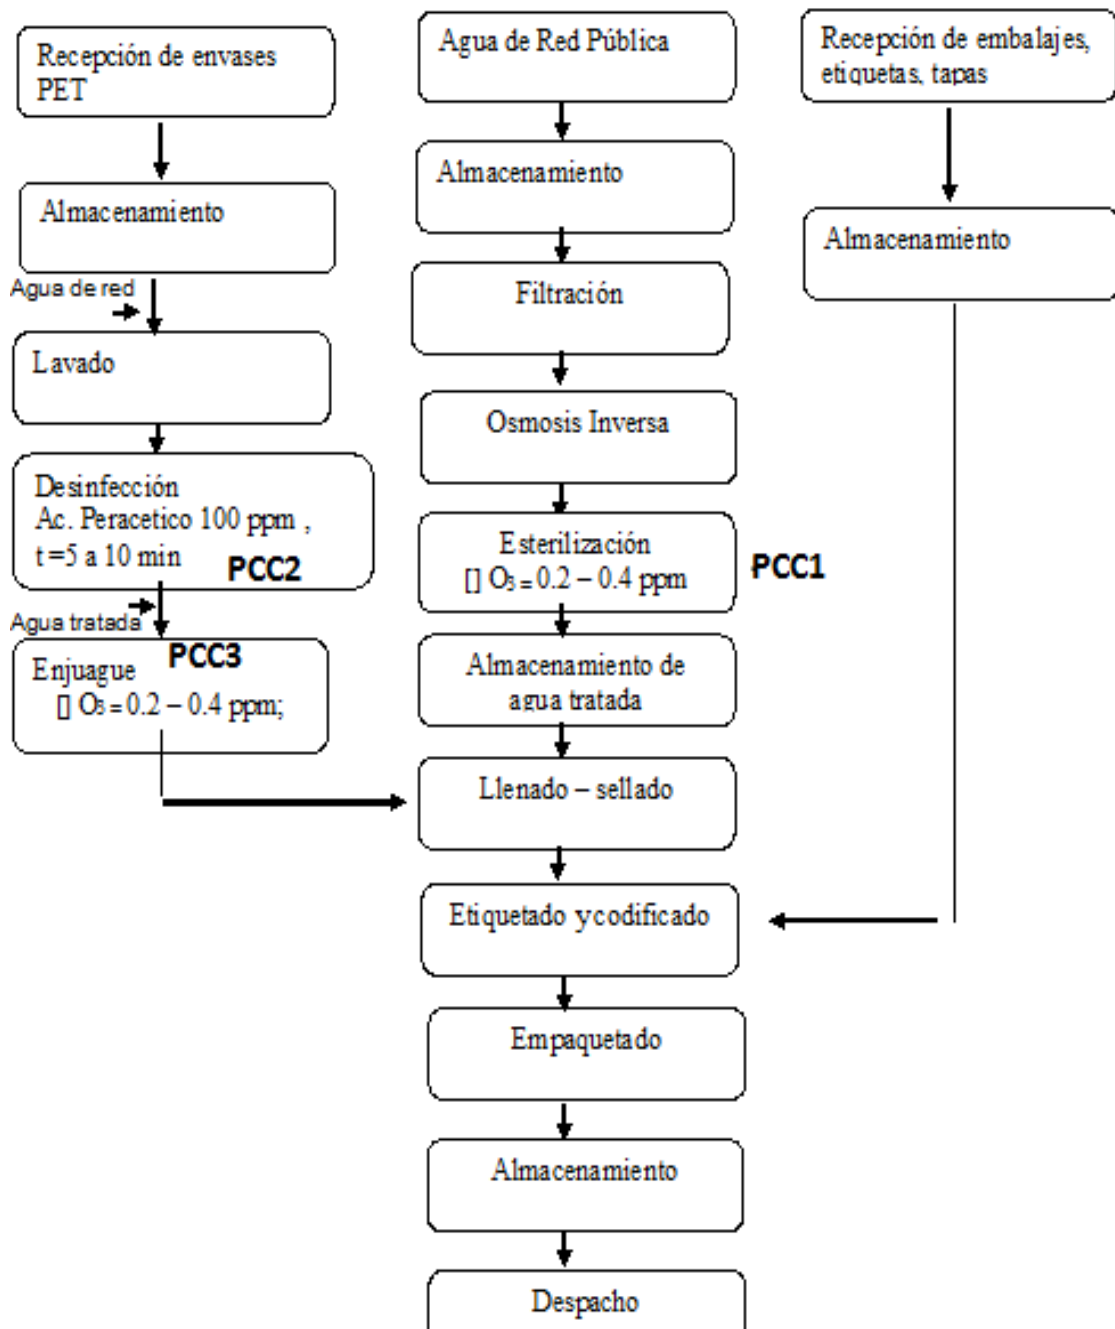 Recepción de envases
PET
Almacenamiento
Agua de red
Lavado
Desinfección
Ac. Peracetico 100 ppm ,
t =5 a 10 min
PCC2
Agua tratada
PCC3
Enjuague
[] O3 = 0.2 – 0.4 ppm;
Agua de Red Pública
Almacenamiento
Filtración
Osmosis Inversa
Esterilización
[] O3 = 0.2 – 0.4 ppm
PCC1
Almacenamiento de
agua tratada
Llenado – sellado
Etiquetado y codificado
Empaquetado
Almacenamiento
Despacho
Recepción de embalajes,
etiquetas, tapas
Almacenamiento